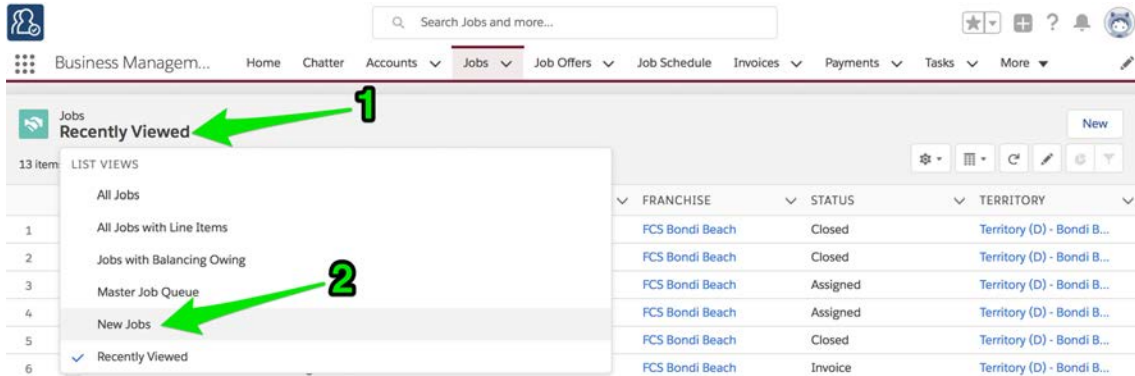 Search Jobs and more...
Business Managem... Home Chatter Accounts Jobs Job Offers Job Schedule Invoices Payments Tasks More
1
Jobs
Recently Viewed
New
13 item
LIST VIEWS
All Jobs
All Jobs with Line Items
Jobs with Balancing Owing
Master Job Queue
2
New Jobs
Recently Viewed
FRANCHISE STATUS TERRITORY
1 FCS Bondi Beach Closed Territory (D) - Bondi B...
2 FCS Bondi Beach Closed Territory (D) - Bondi B...
3 FCS Bondi Beach Assigned Territory (D) - Bondi B...
4 FCS Bondi Beach Assigned Territory (D) - Bondi B...
5 FCS Bondi Beach Closed Territory (D) - Bondi B...
6 FCS Bondi Beach Invoice Territory (D) - Bondi B...